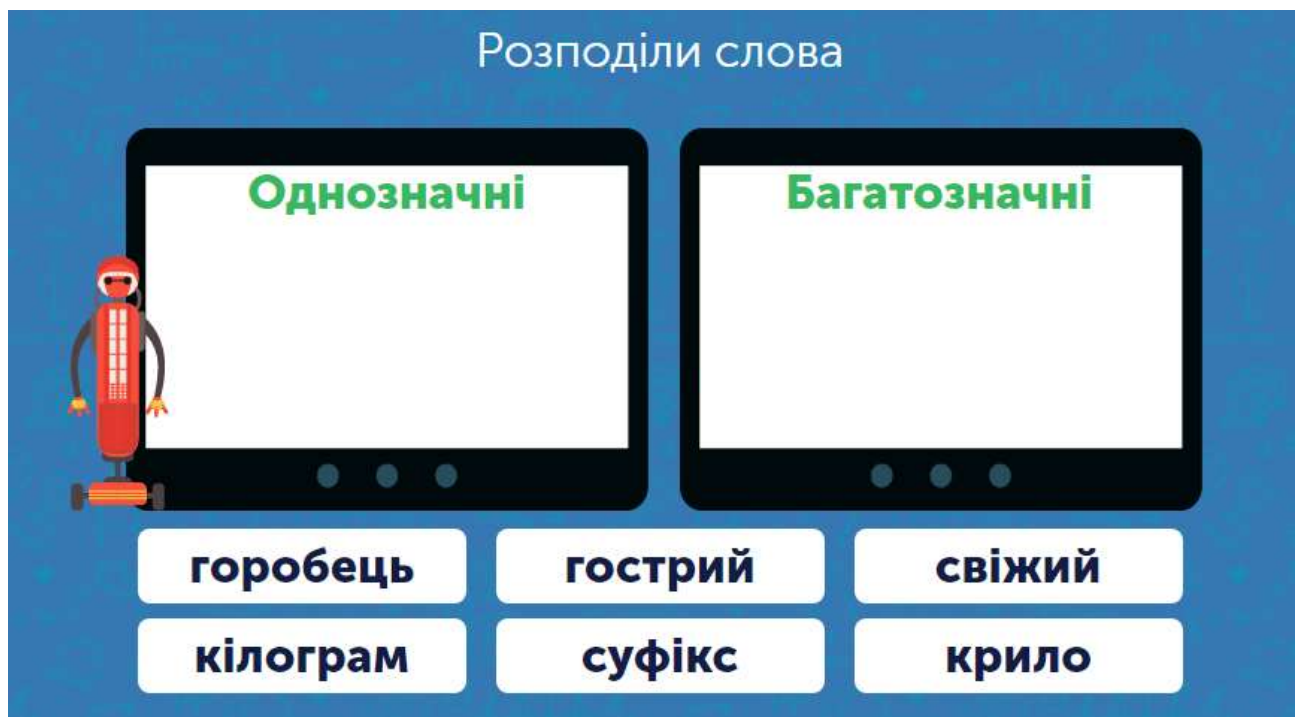 Розподіли слова
Однозначні
Багатозначні
горобець
гострий
свіжий
кілограм
суфікс
крило